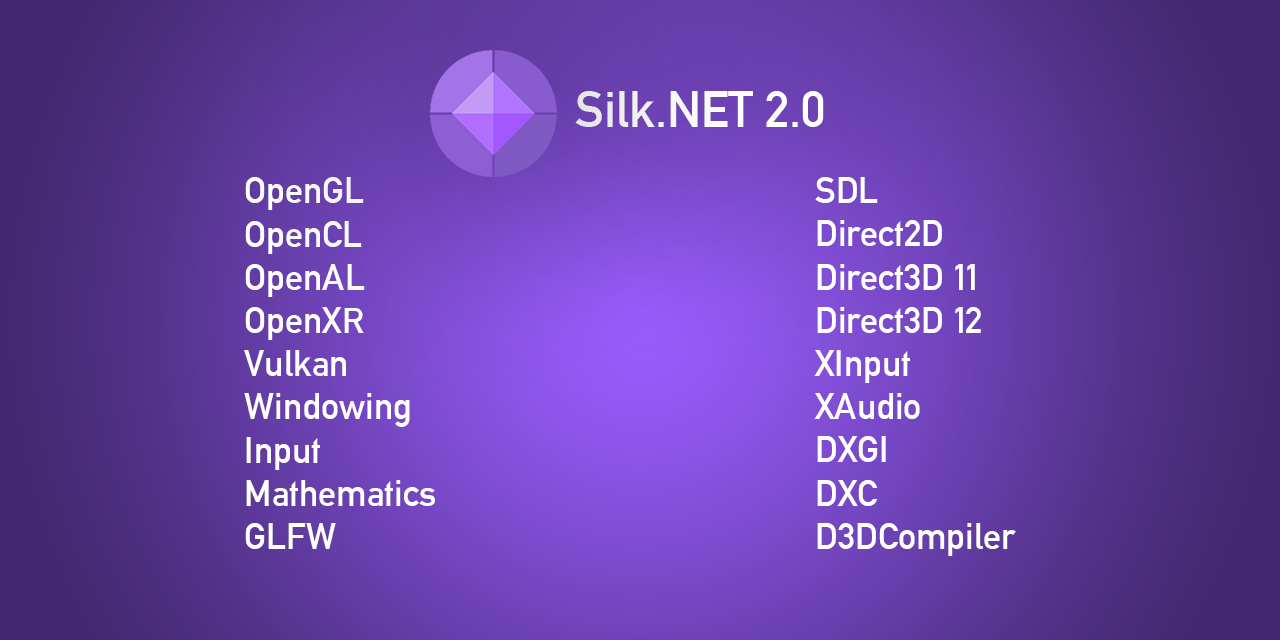 Silk.NET 2.0
OpenGL
OpenCL
OpenAL
OpenXR
Vulkan
Windowing
Input
Mathematics
GLFW
SDL
Direct2D
Direct3D 11
Direct3D 12
XInput
XAudio
DXGI
DXC
D3DCompiler